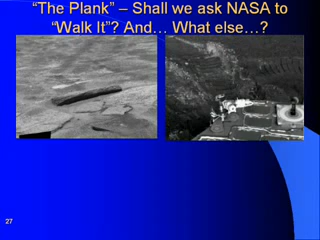 “The Plank” – Shall we ask NASA to
“Walk It”? And… What else…?
27